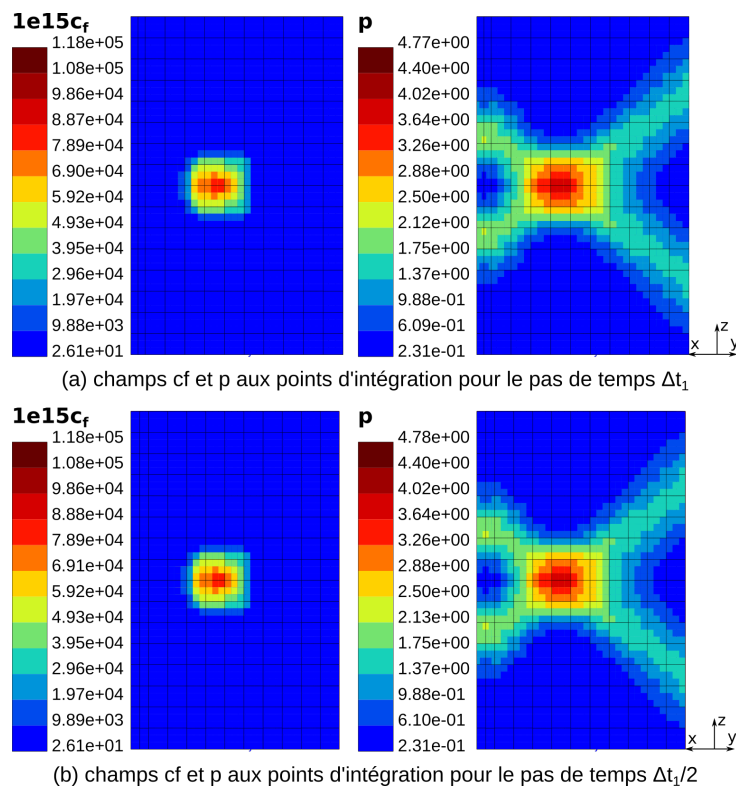 1e15cf p
1.18e+05 4.77e+00
1.08e+05 4.40e+00
9.86e+04 4.02e+00
8.87e+04 3.64e+00
7.89e+04 3.26e+00
6.90e+04 2.88e+00
5.92e+04 2.50e+00
4.93e+04 2.12e+00
3.95e+04 1.75e+00
2.96e+04 1.37e+00
1.97e+04 9.88e-01
9.88e+03 6.09e-01
2.61e+01 2.31e-01
z
x y
(a) champs cf et p aux points d'intégration pour le pas de temps Δt₁
1e15cf p
1.18e+05 4.78e+00
1.08e+05 4.40e+00
9.86e+04 4.02e+00
8.88e+04 3.64e+00
7.89e+04 3.26e+00
6.91e+04 2.88e+00
5.92e+04 2.50e+00
4.93e+04 2.13e+00
3.95e+04 1.75e+00
2.96e+04 1.37e+00
1.97e+04 9.88e-01
9.89e+03 6.10e-01
2.61e+01 2.31e-01
z
x y
(b) champs cf et p aux points d'intégration pour le pas de temps Δt₁/2